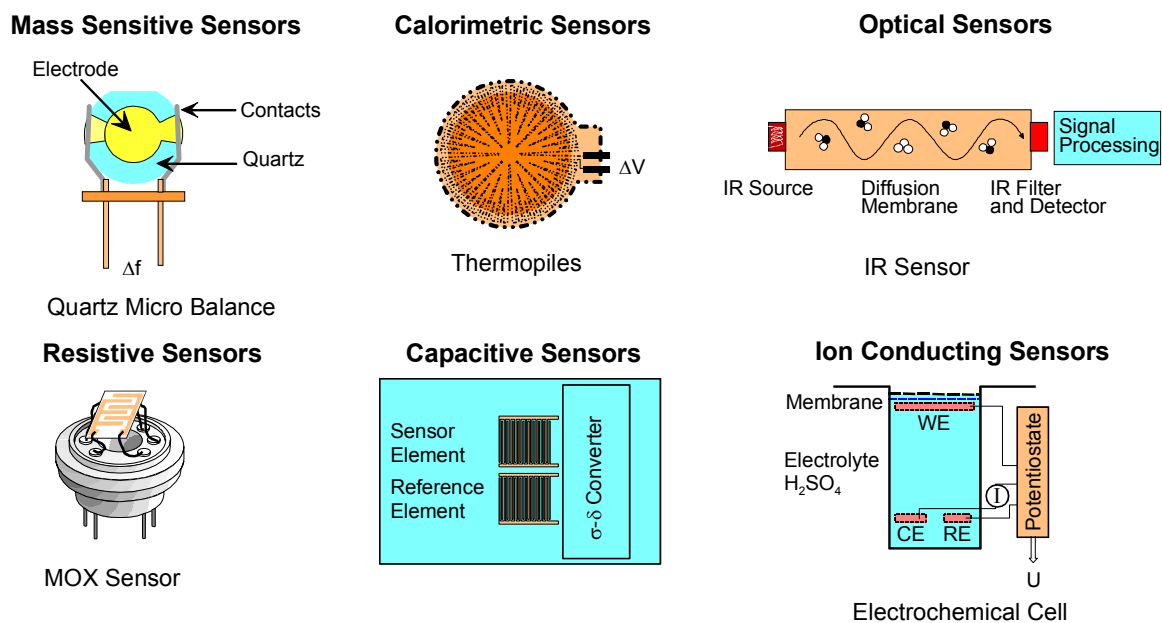 Mass Sensitive Sensors
Electrode
Contacts
Quartz
Δf
Quartz Micro Balance
Calorimetric Sensors
ΔV
Thermopiles
Optical Sensors
Signal
Processing
IR Source
Diffusion
Membrane
IR Filter
and Detector
IR Sensor
Resistive Sensors
MOX Sensor
Capacitive Sensors
Sensor
Element
Reference
Element
σ-δ Converter
Ion Conducting Sensors
Membrane
WE
Electrolyte
H₂SO₄
I
CE
RE
Potentiostate
U
Electrochemical Cell